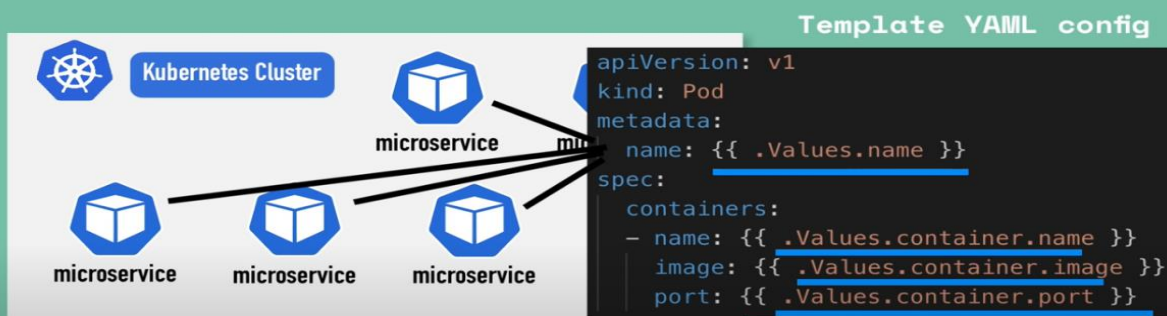 Template YAML config
Kubernetes Cluster
microservice
microservice
microservice
microservice
apiVersion: v1
kind: Pod
metadata:
name: {{ .Values.name }}
spec:
containers:
- name: {{ .Values.container.name }}
image: {{ .Values.container.image }}
port: {{ .Values.container.port }}